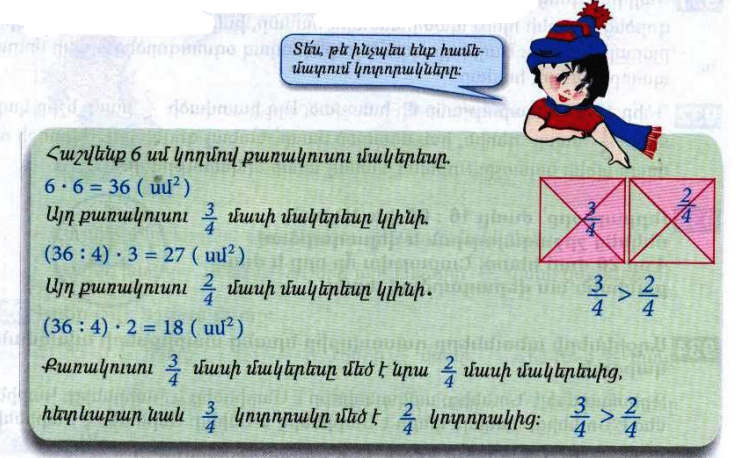 Տե՛ս, թե ինչպես ենք համե-
մատում կոտորակները:
Հաշվենք 6 սմ կողմով քառակուսու մակերեսը.
6 · 6 = 36 ( սմ² )
Այդ քառակուսու 3/4 մասի մակերեսը կլինի.
(36 : 4) · 3 = 27 ( սմ² )
Այդ քառակուսու 2/4 մասի մակերեսը կլինի.
(36 : 4) · 2 = 18 ( սմ² )
3/4 2/4
3/4 > 2/4
Քառակուսու 3/4 մասի մակերեսը մեծ է նրա 2/4 մասի մակերեսից,
հետևաբար նաև 3/4 կոտորակը մեծ է 2/4 կոտորակից: 3/4 > 2/4